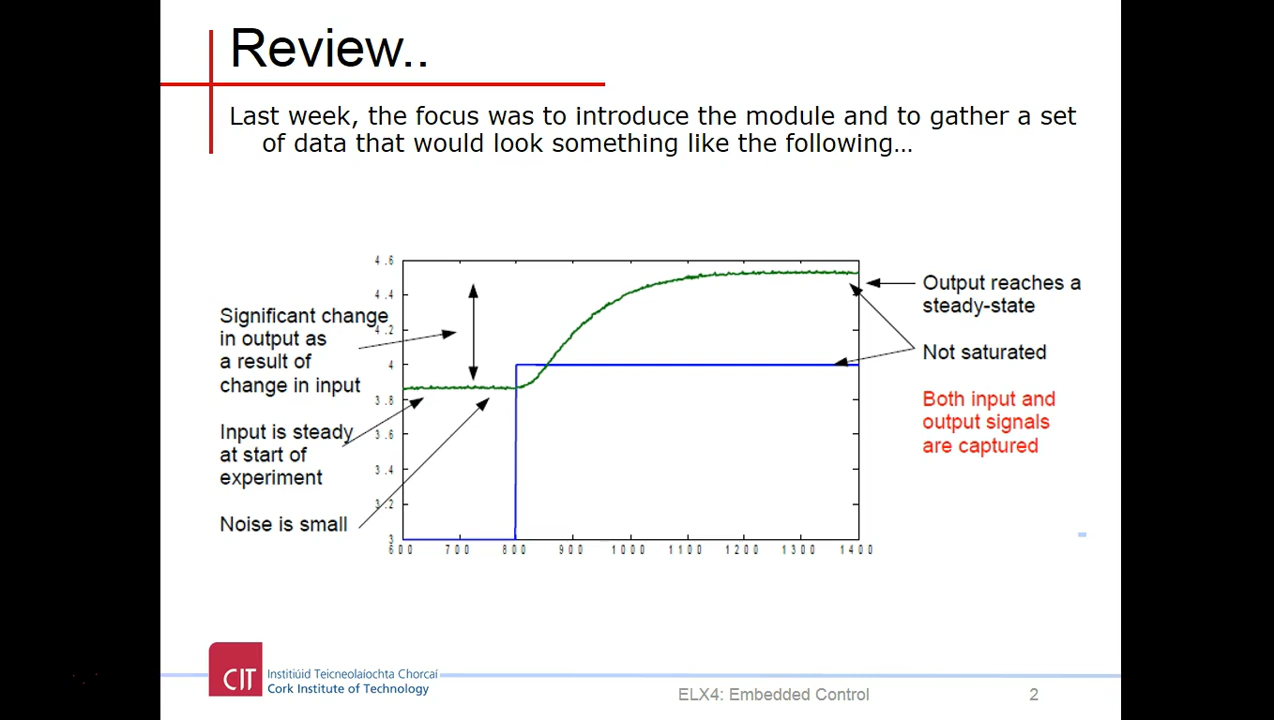 Review..
Last week, the focus was to introduce the module and to gather a set
of data that would look something like the following…
4.6
4.4
4.2
4
3.8
3.6
3.4
3.2
3
600 700 800 900 1000 1100 1200 1300 1400
Significant change
in output as
a result of
change in input
Input is steady
at start of
experiment
Noise is small
Output reaches a
steady-state
Not saturated
Both input and
output signals
are captured
CIT
Institiúid Teicneolaíochta Chorcaí
Cork Institute of Technology
ELX4: Embedded Control
2